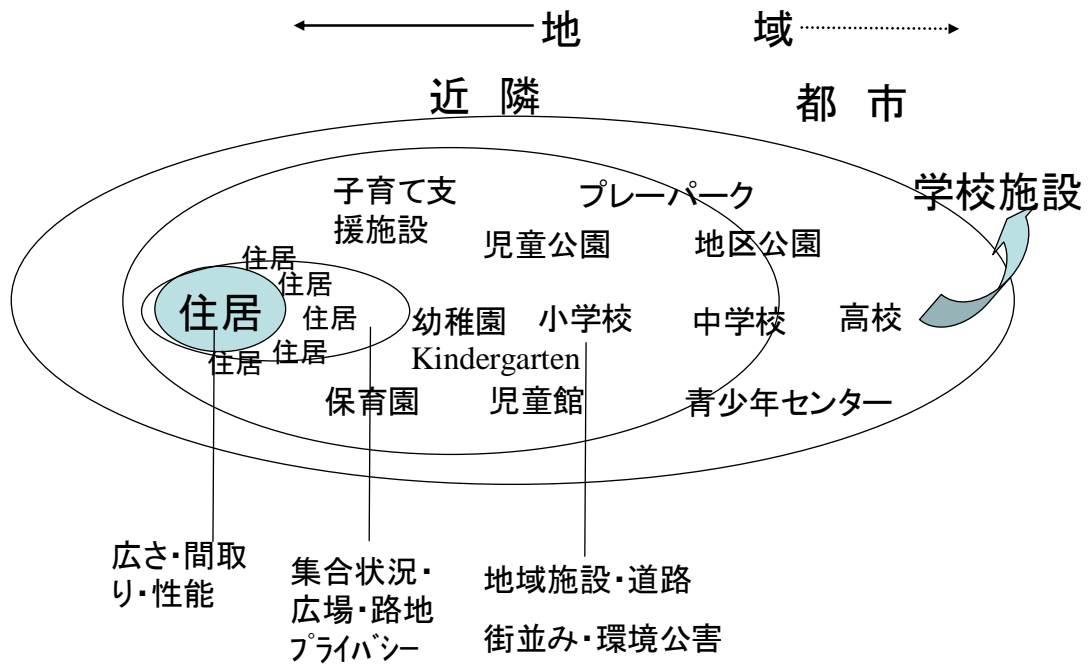 地　　域
近　隣
都　市
学校施設
子育て支
援施設
プレーパーク
児童公園
地区公園
住居
住居
住居
住居
住居
住居
幼稚園
Kindergarten
小学校
中学校
高校
保育園
児童館
青少年センター
広さ・間取
り・性能
集合状況・
広場・路地
プライバシー
地域施設・道路
街並み・環境公害